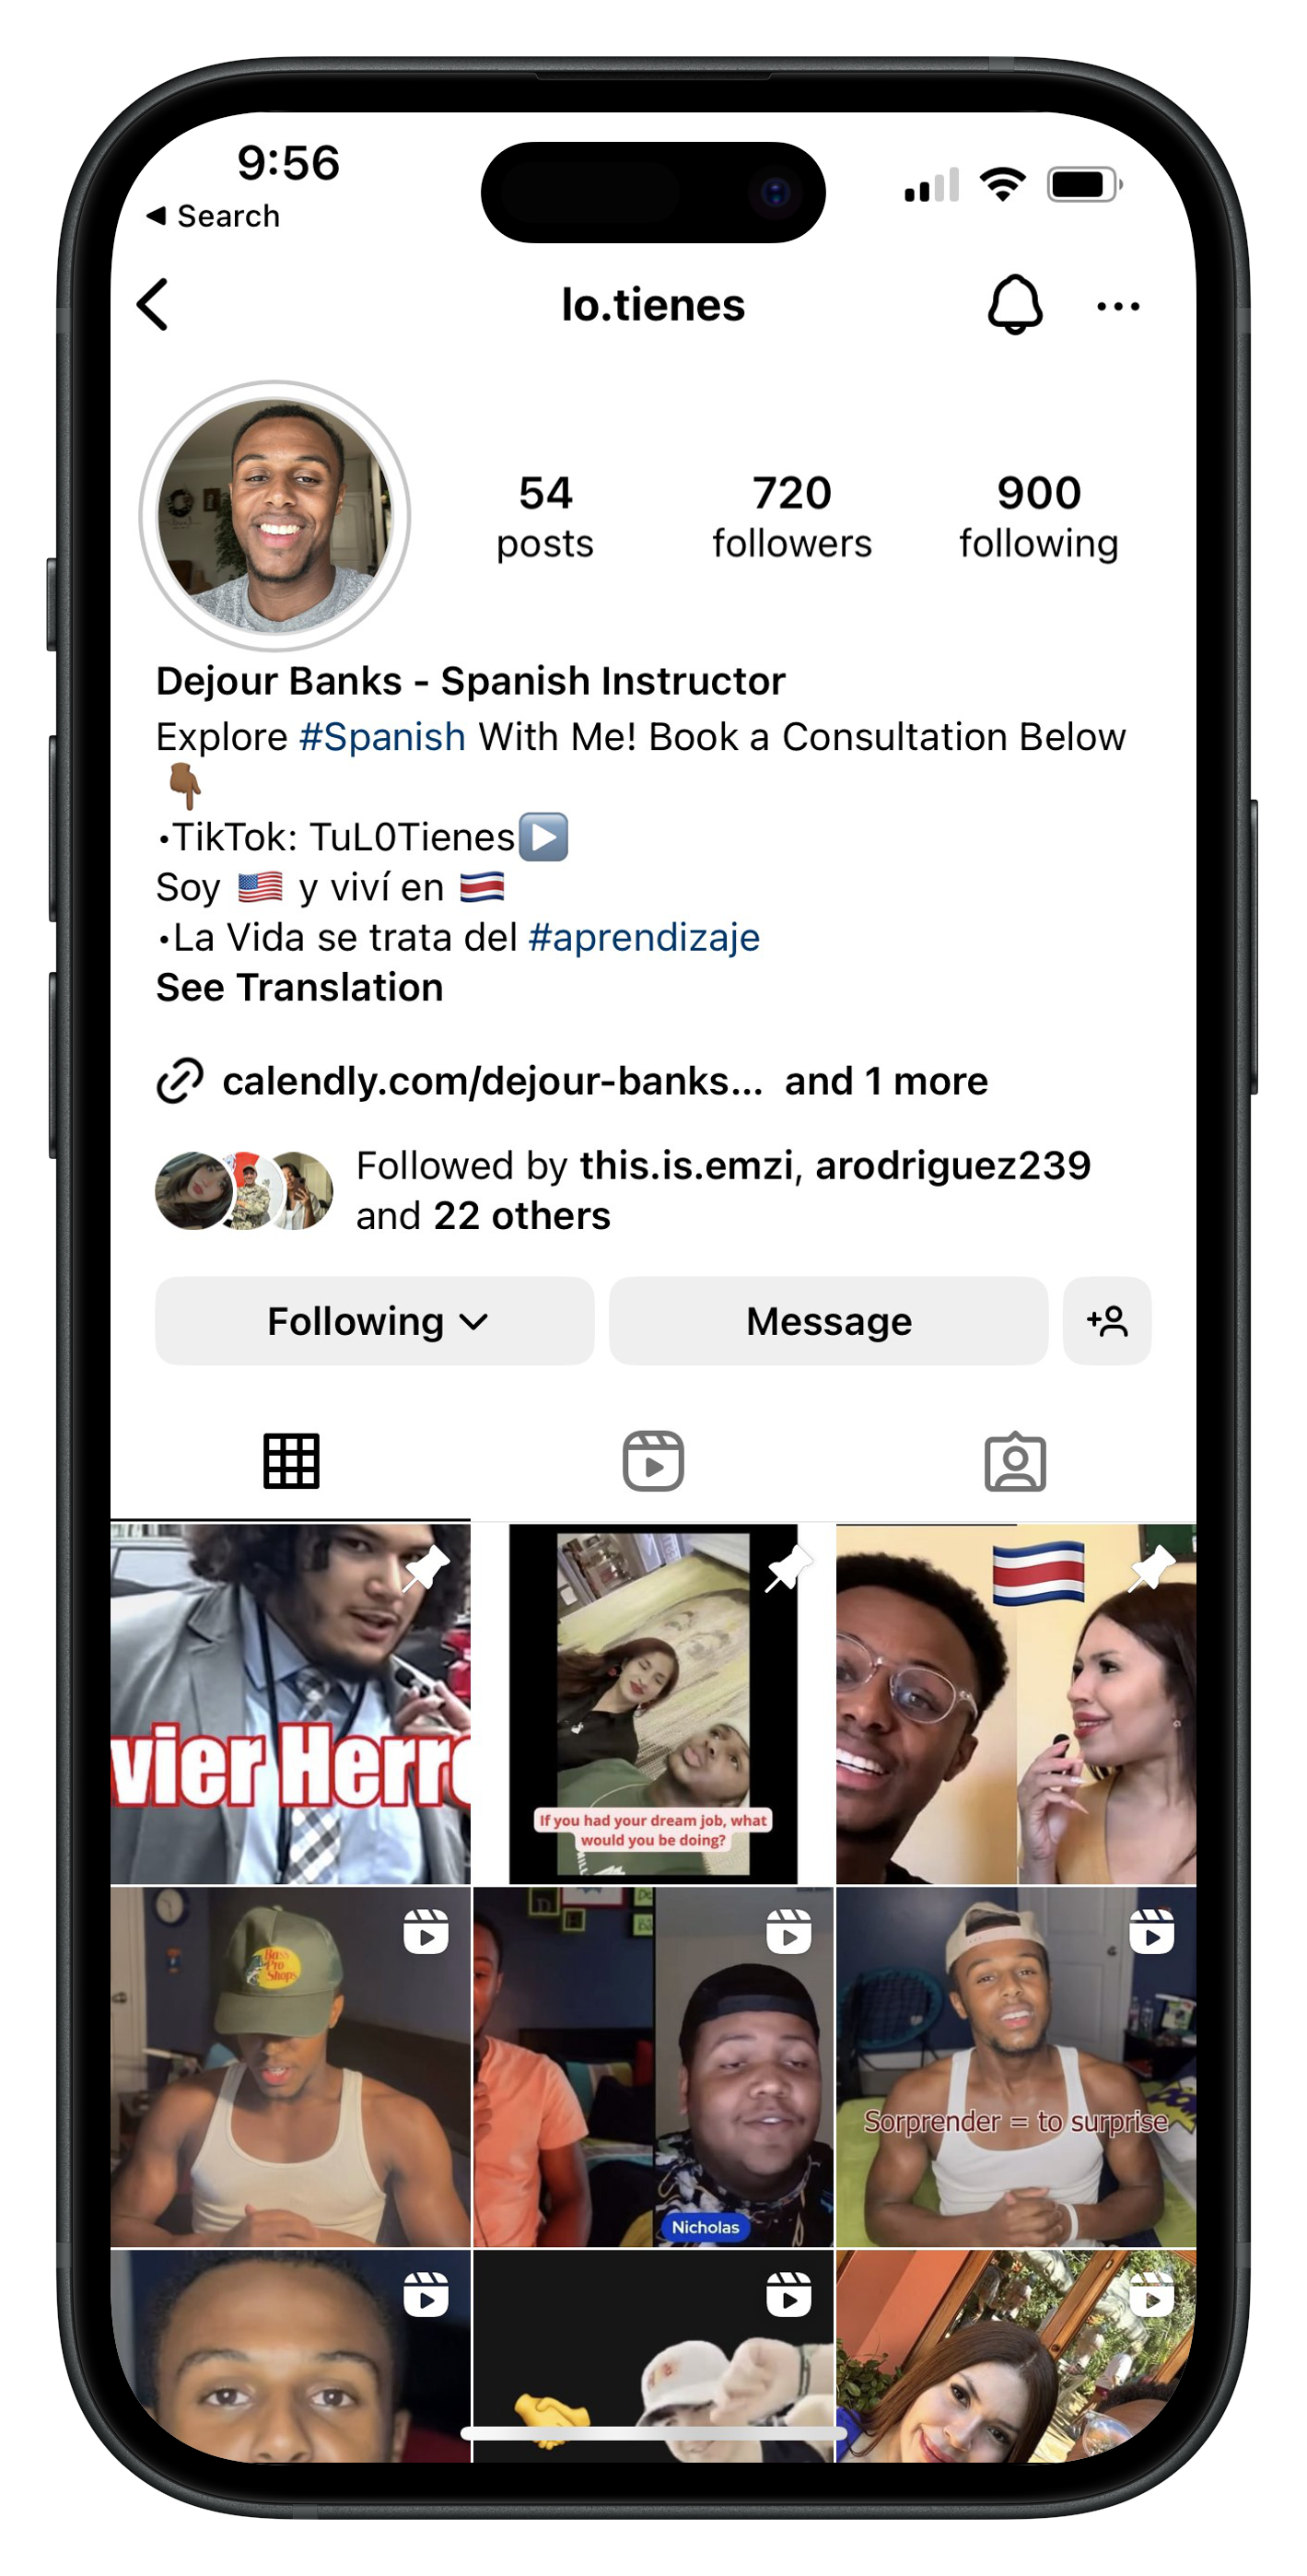 9:56
Search
lo.tienes
54
posts
720
followers
900
following
Dejour Banks - Spanish Instructor
Explore #Spanish With Me! Book a Consultation Below
👇🏾
•TikTok: TuL0Tienes▶️
Soy 🇺🇸 y viví en 🇨🇷
•La Vida se trata del #aprendizaje
See Translation
calendly.com/dejour-banks... and 1 more
Followed by this.is.emzi, arodriguez239
and 22 others
Following
Message
vier Herr
If you had your dream job, what
would you be doing?
Bass
Pro
Shops
Nicholas
Sorprender = to surprise